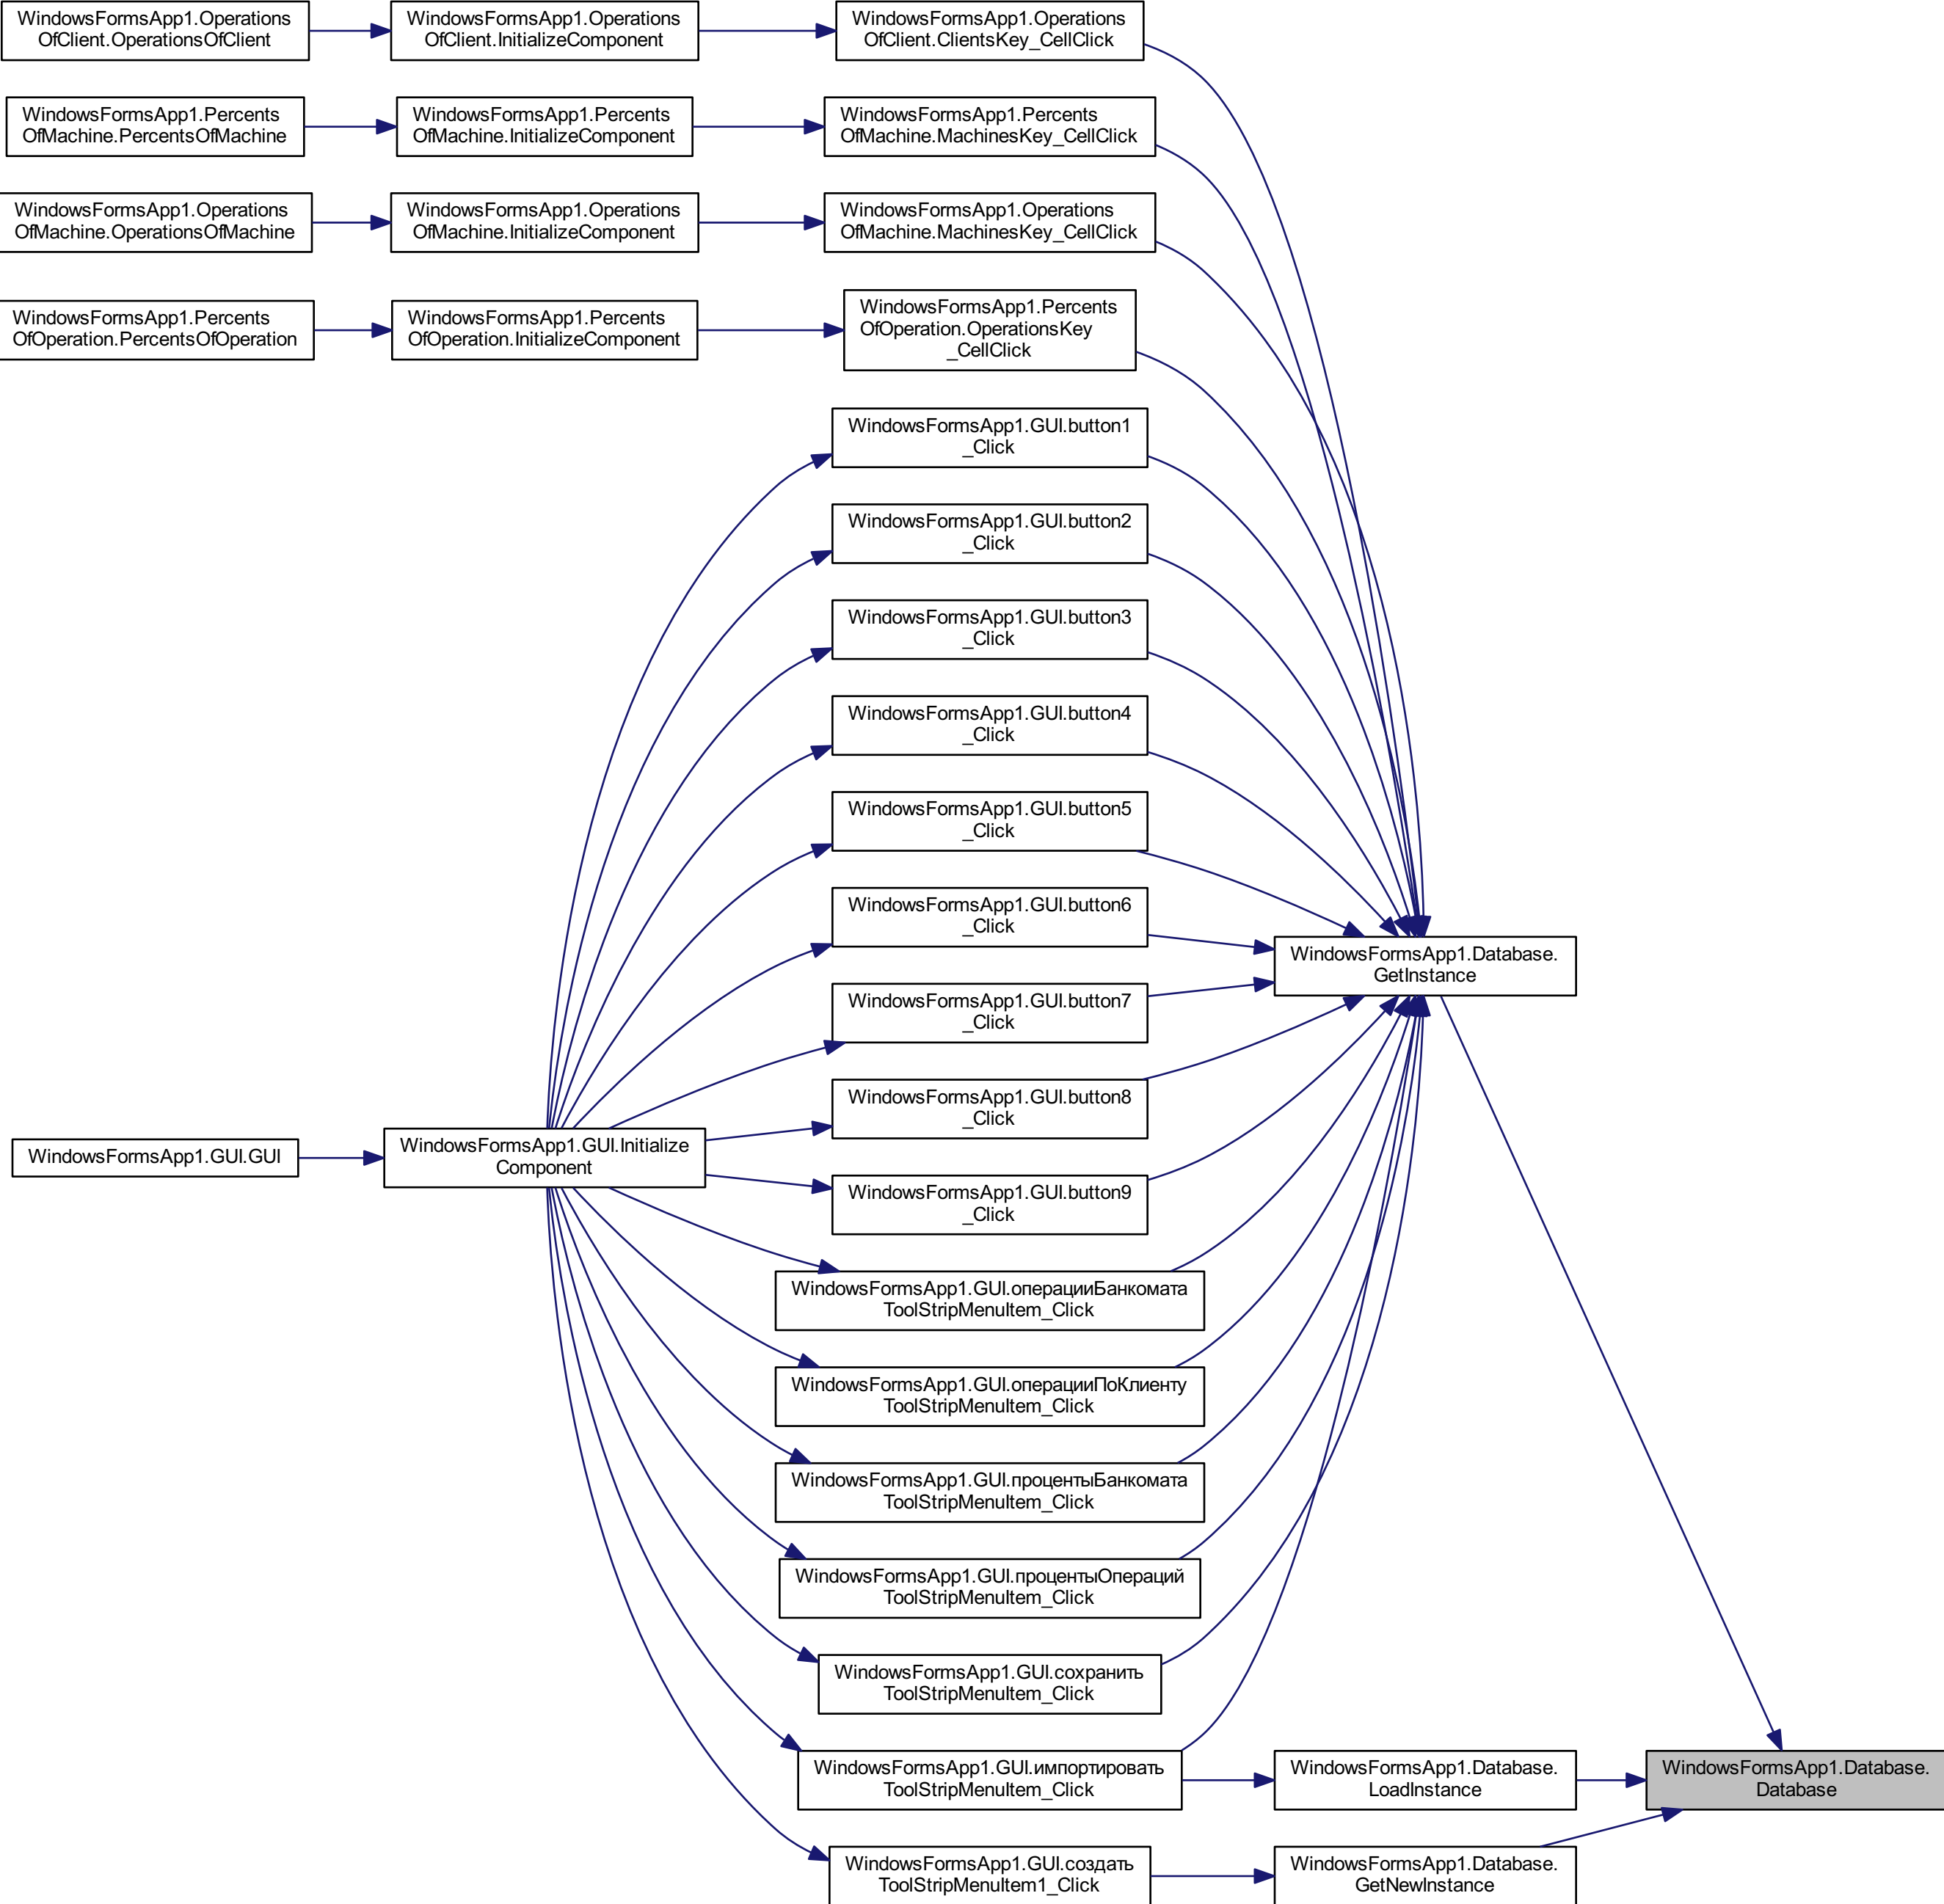 WindowsFormsApp1.Operations
OfClient.OperationsOfClient
WindowsFormsApp1.Operations
OfClient.InitializeComponent
WindowsFormsApp1.Operations
OfClient.ClientsKey_CellClick
WindowsFormsApp1.Percents
OfMachine.PercentsOfMachine
WindowsFormsApp1.Percents
OfMachine.InitializeComponent
WindowsFormsApp1.Percents
OfMachine.MachinesKey_CellClick
WindowsFormsApp1.Operations
OfMachine.OperationsOfMachine
WindowsFormsApp1.Operations
OfMachine.InitializeComponent
WindowsFormsApp1.Operations
OfMachine.MachinesKey_CellClick
WindowsFormsApp1.Percents
OfOperation.PercentsOfOperation
WindowsFormsApp1.Percents
OfOperation.InitializeComponent
WindowsFormsApp1.Percents
OfOperation.OperationsKey
_CellClick
WindowsFormsApp1.GUI.button1
_Click
WindowsFormsApp1.GUI.button2
_Click
WindowsFormsApp1.GUI.button3
_Click
WindowsFormsApp1.GUI.button4
_Click
WindowsFormsApp1.GUI.button5
_Click
WindowsFormsApp1.GUI.button6
_Click
WindowsFormsApp1.Database.
GetInstance
WindowsFormsApp1.GUI.button7
_Click
WindowsFormsApp1.GUI.button8
_Click
WindowsFormsApp1.GUI.GUI
WindowsFormsApp1.GUI.Initialize
Component
WindowsFormsApp1.GUI.button9
_Click
WindowsFormsApp1.GUI.операцииБанкомата
ToolStripMenuItem_Click
WindowsFormsApp1.GUI.операцииПоКлиенту
ToolStripMenuItem_Click
WindowsFormsApp1.GUI.процентыБанкомата
ToolStripMenuItem_Click
WindowsFormsApp1.GUI.процентыОпераций
ToolStripMenuItem_Click
WindowsFormsApp1.GUI.сохранить
ToolStripMenuItem_Click
WindowsFormsApp1.GUI.импортировать
ToolStripMenuItem_Click
WindowsFormsApp1.Database.
LoadInstance
WindowsFormsApp1.Database.
Database
WindowsFormsApp1.GUI.создать
ToolStripMenuItem1_Click
WindowsFormsApp1.Database.
GetNewInstance